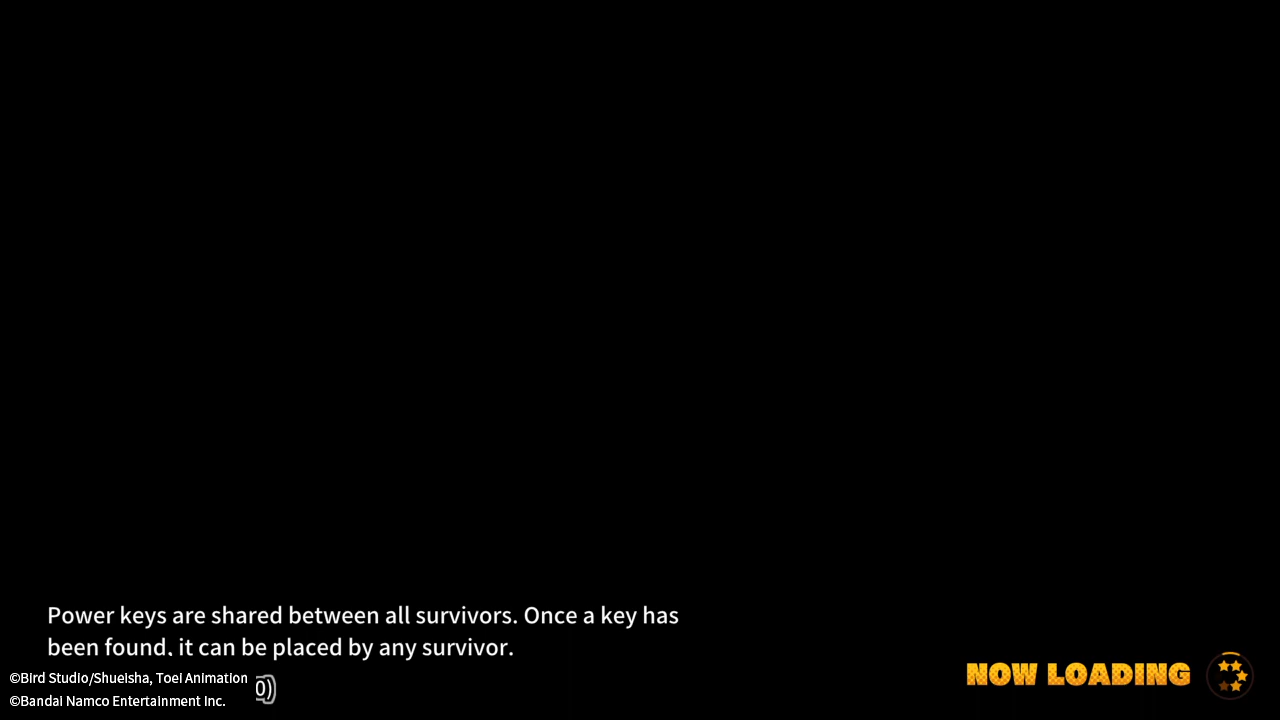 Power keys are shared between all survivors. Once a key has
been found, it can be placed by any survivor.
©Bird Studio/Shueisha, Toei Animation
©Bandai Namco Entertainment Inc.
NOW LOADING